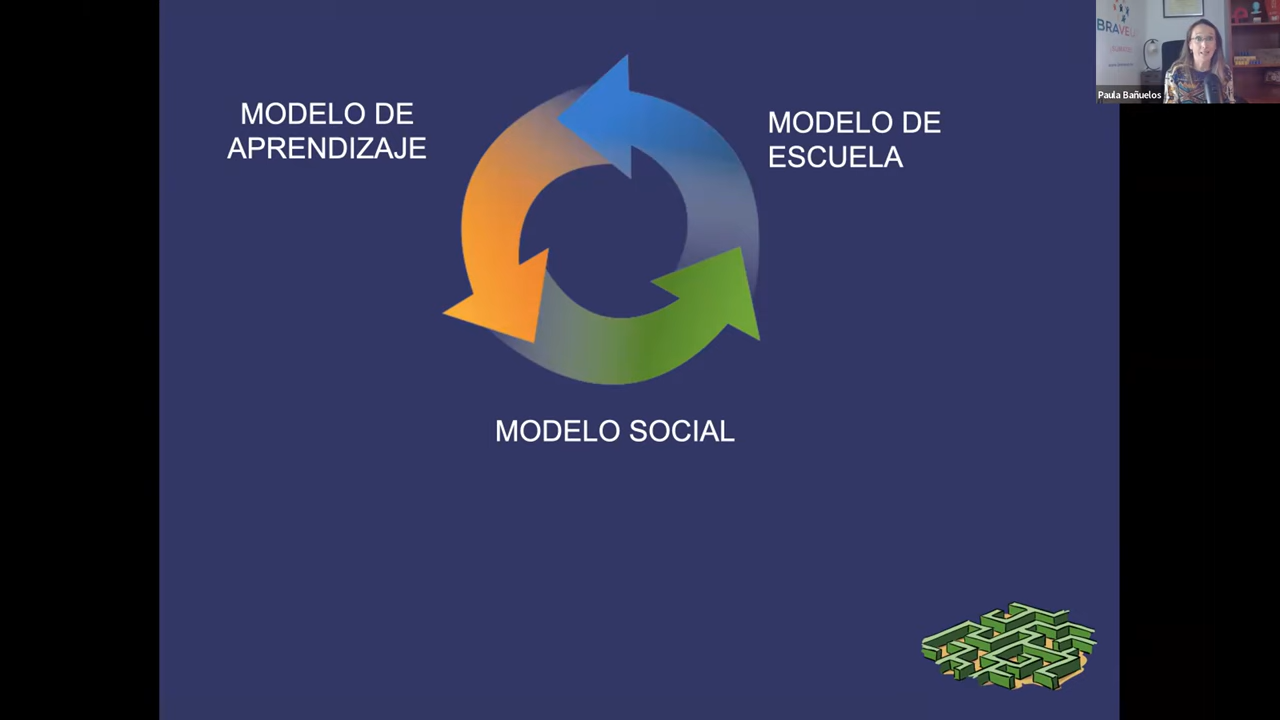 MODELO DE
APRENDIZAJE
MODELO DE
ESCUELA
MODELO SOCIAL
Paula Bañuelos